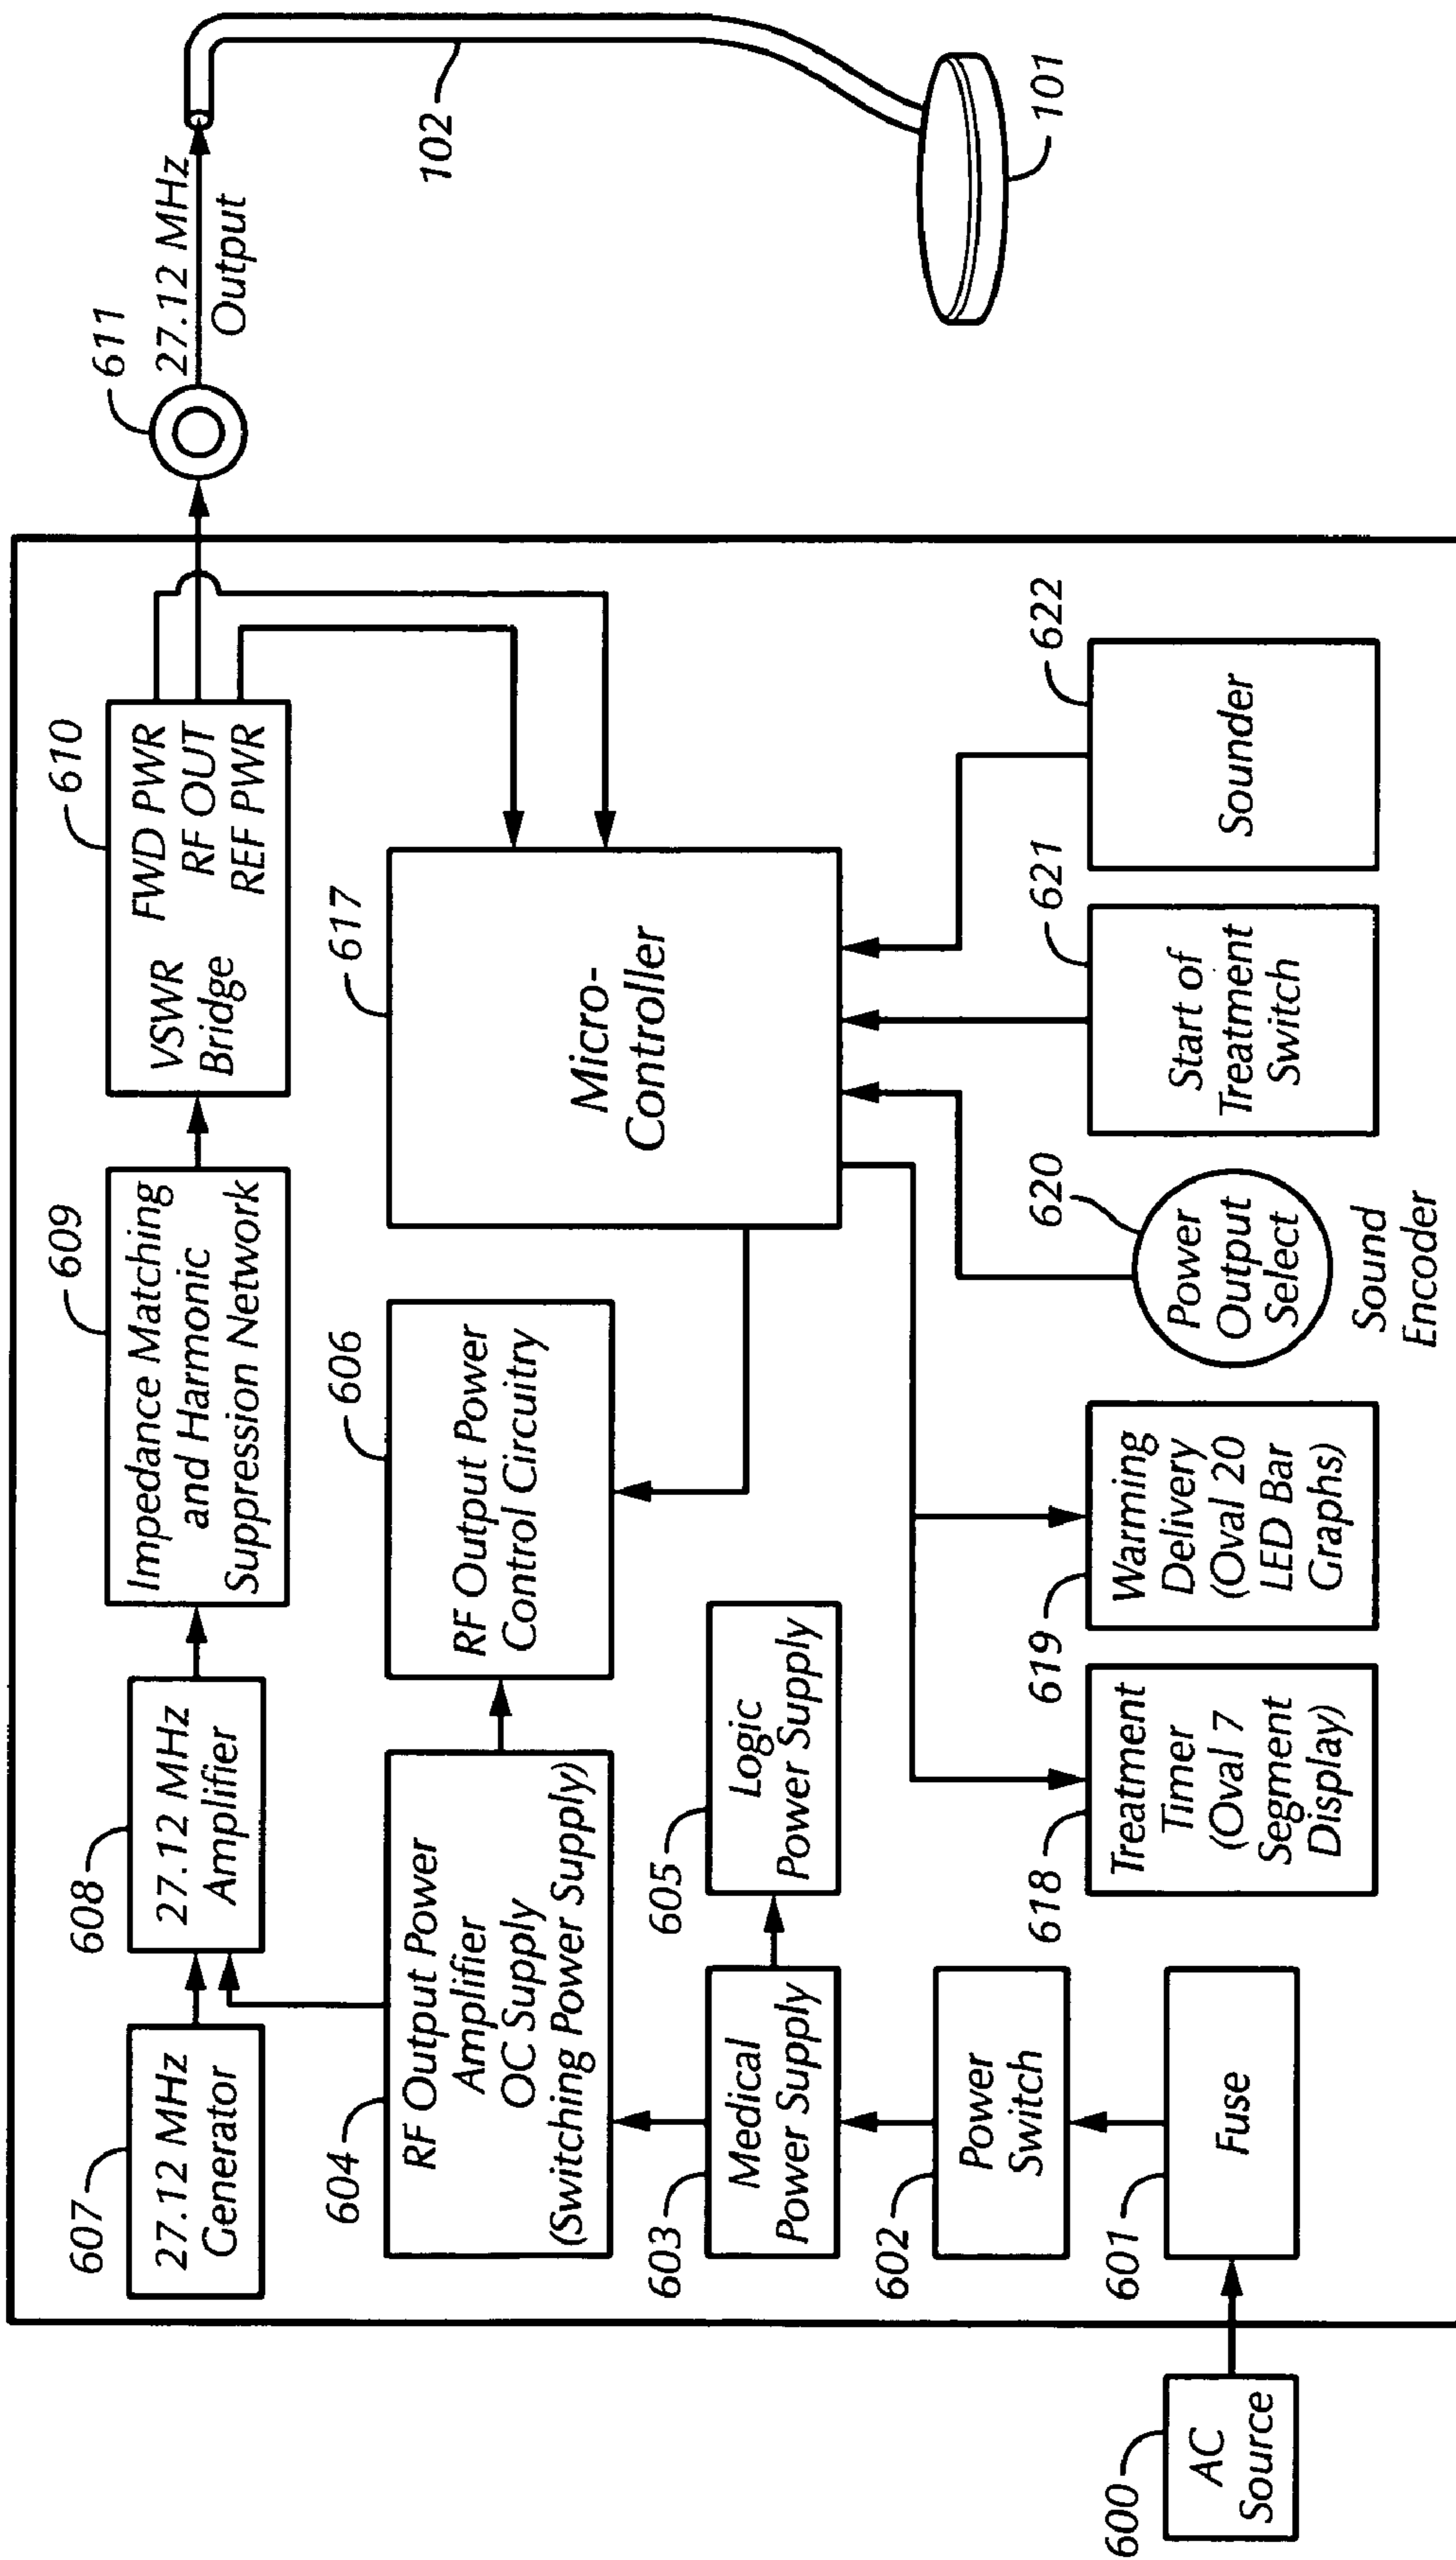 607
27.12 MHz
Generator
608
27.12 MHz
Amplifier
609
Impedance Matching
and Harmonic
Suppression Network
610
VSWR
Bridge
FWD PWR
RF OUT
REF PWR
611
27.12 MHz
Output
102
101
604
RF Output Power
Amplifier
OC Supply
(Switching Power Supply)
606
RF Output Power
Control Circuitry
617
Micro-
Controller
603
Medical
Power Supply
605
Logic
Power Supply
602
Power
Switch
600
AC
Source
601
Fuse
618
Treatment
Timer
(Oval 7
Segment
Display)
619
Warming
Delivery
(Oval 20
LED Bar
Graphs)
620
Power
Output
Select
Sound
Encoder
621
Start of
Treatment
Switch
622
Sounder